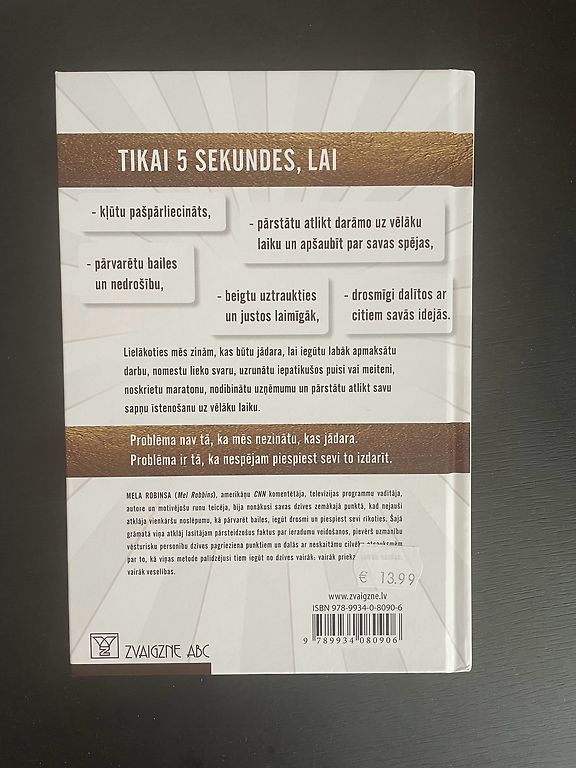 TIKAI 5 SEKUNDES, LAI
- kļūtu pašpārliecināts,
- pārstātu atlikt darāmo uz vēlāku
laiku un apšaubīt par savas spējas,
- pārvarētu bailes
un nedrošību,
- beigtu uztraukties
un justos laimīgāk,
- drosmīgi dalītos ar
citiem savās idejās.
Lielākoties mēs zinām, kas būtu jādara, lai iegūtu labāk apmaksātu
darbu, nomestu lieko svaru, uzrunātu iepatikušos puisi vai meiteni,
noskrietu maratonu, nodibinātu uzņēmumu un pārstātu atlikt savu
sapņu īstenošanu uz vēlāku laiku.
Problēma nav tā, ka mēs nezinātu, kas jādara.
Problēma ir tā, ka nespējam piespiest sevi to izdarīt.
MELA ROBINSA (Mel Robbins), amerikāņu CNN komentētāja, televīzijas programmu vadītāja,
autore un motivējošu runu teicēja, bija nonākusi savas dzīves zemākajā punktā, kad nejauši
atklāja vienkāršu noslēpumu, kā pārvarēt bailes, iegūt drosmi un piespiest sevi rīkoties. Šajā
grāmatā viņa atklāj lasītājam pārsteidzošus faktus par ieradumu veidošanos, pievērš uzmanību
vēsturisku personību dzīves pagrieziena punktiem un dalās ar neskaitāmu cilvēku
par to, kā viņas metode palīdzējusi tiem iegūt no dzīves vairāk: vairāk
vairāk veselības.
€ 13.99
www.zvaigzne.lv
ISBN 978-9934-0-8090-6
9 789934 080906
ZVAIGZNE ABC